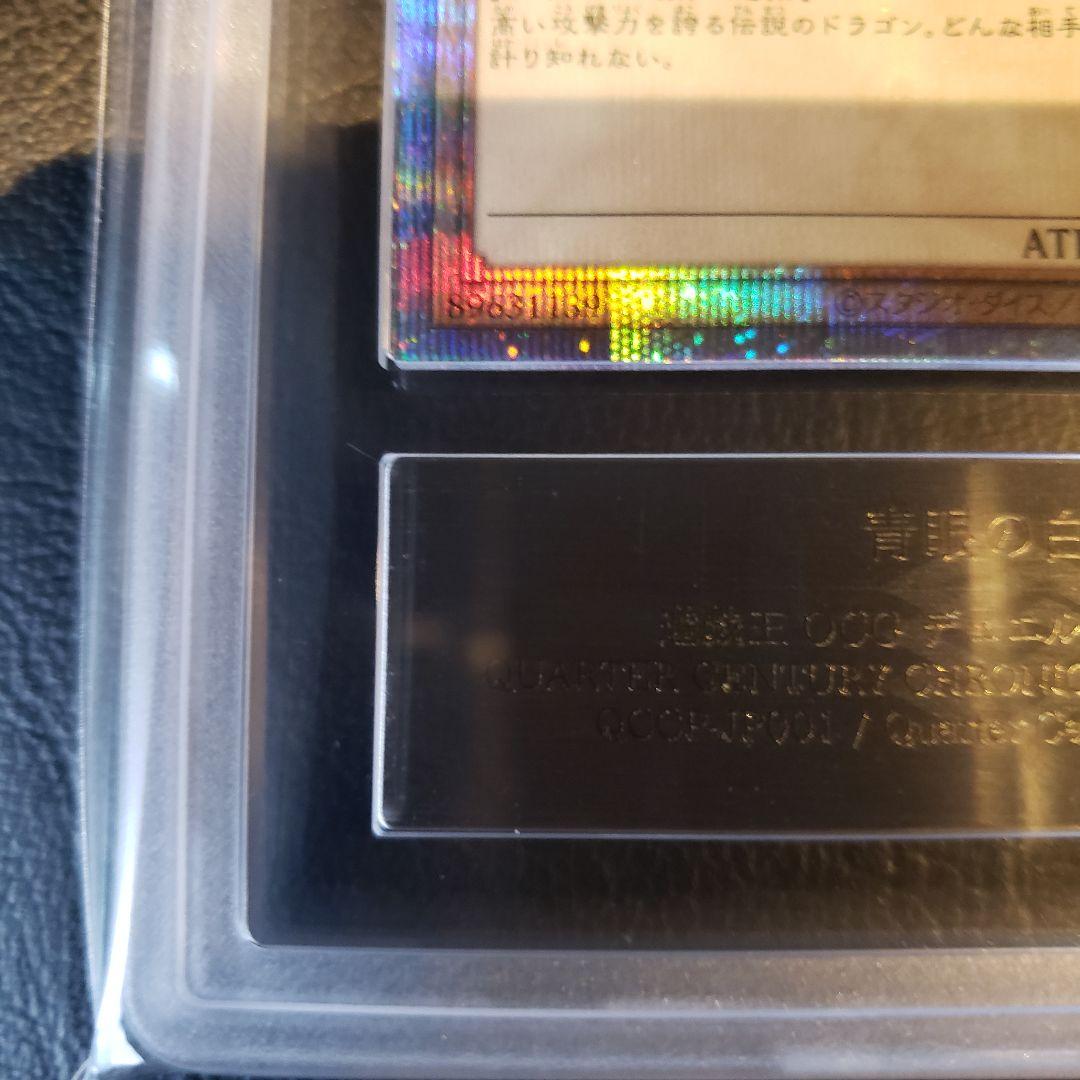 高い攻撃力を誇る伝説のドラゴン。どんな相手
計り知れない。
AT
89631139
©スタジオ・ダイス/
青眼の白
遊戯王 OCG デュエル
QUARTER CENTURY CHRONIC
QCCP-JP001 / Quarter Ce